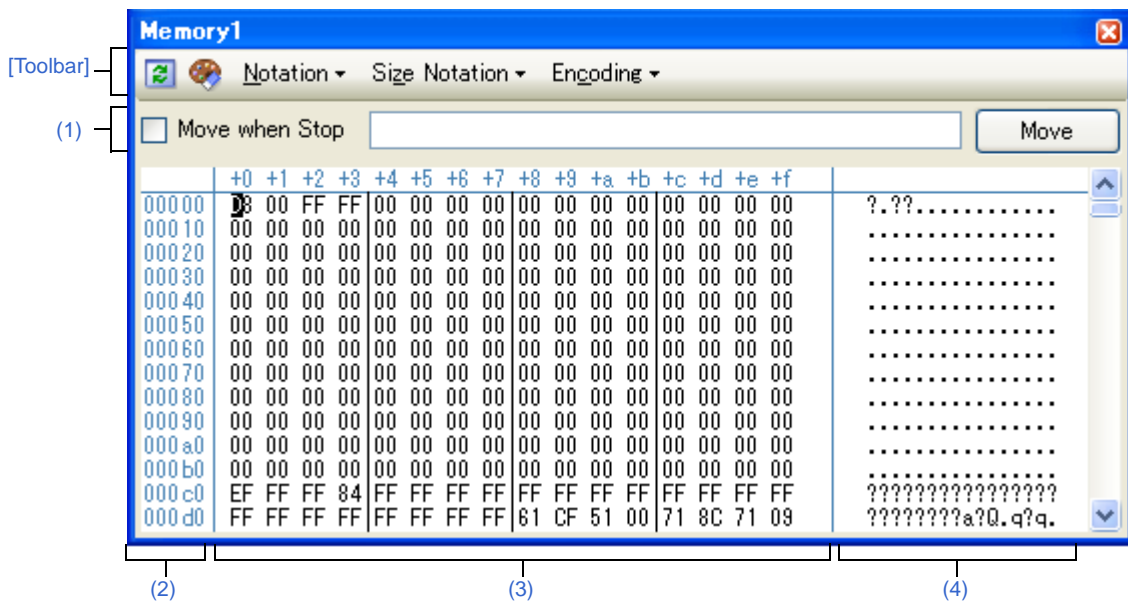 Memory1
[Toolbar]
Notation Size Notation Encoding
(1)
Move when Stop Move
+0 +1 +2 +3 +4 +5 +6 +7 +8 +9 +a +b +c +d +e +f
00000 D8 00 FF FF 00 00 00 00 00 00 00 00 00 00 00 00 ?.??............
00010 00 00 00 00 00 00 00 00 00 00 00 00 00 00 00 00 ................
00020 00 00 00 00 00 00 00 00 00 00 00 00 00 00 00 00 ................
00030 00 00 00 00 00 00 00 00 00 00 00 00 00 00 00 00 ................
00040 00 00 00 00 00 00 00 00 00 00 00 00 00 00 00 00 ................
00050 00 00 00 00 00 00 00 00 00 00 00 00 00 00 00 00 ................
00060 00 00 00 00 00 00 00 00 00 00 00 00 00 00 00 00 ................
00070 00 00 00 00 00 00 00 00 00 00 00 00 00 00 00 00 ................
00080 00 00 00 00 00 00 00 00 00 00 00 00 00 00 00 00 ................
00090 00 00 00 00 00 00 00 00 00 00 00 00 00 00 00 00 ................
000a0 00 00 00 00 00 00 00 00 00 00 00 00 00 00 00 00 ................
000b0 00 00 00 00 00 00 00 00 00 00 00 00 00 00 00 00 ................
000c0 EF FF FF 84 FF FF FF FF FF FF FF FF FF FF FF FF ????????????????
000d0 FF FF FF FF FF FF FF FF 61 CF 51 00 71 8C 71 09 ????????a?Q.q?q.
(2) (3) (4)